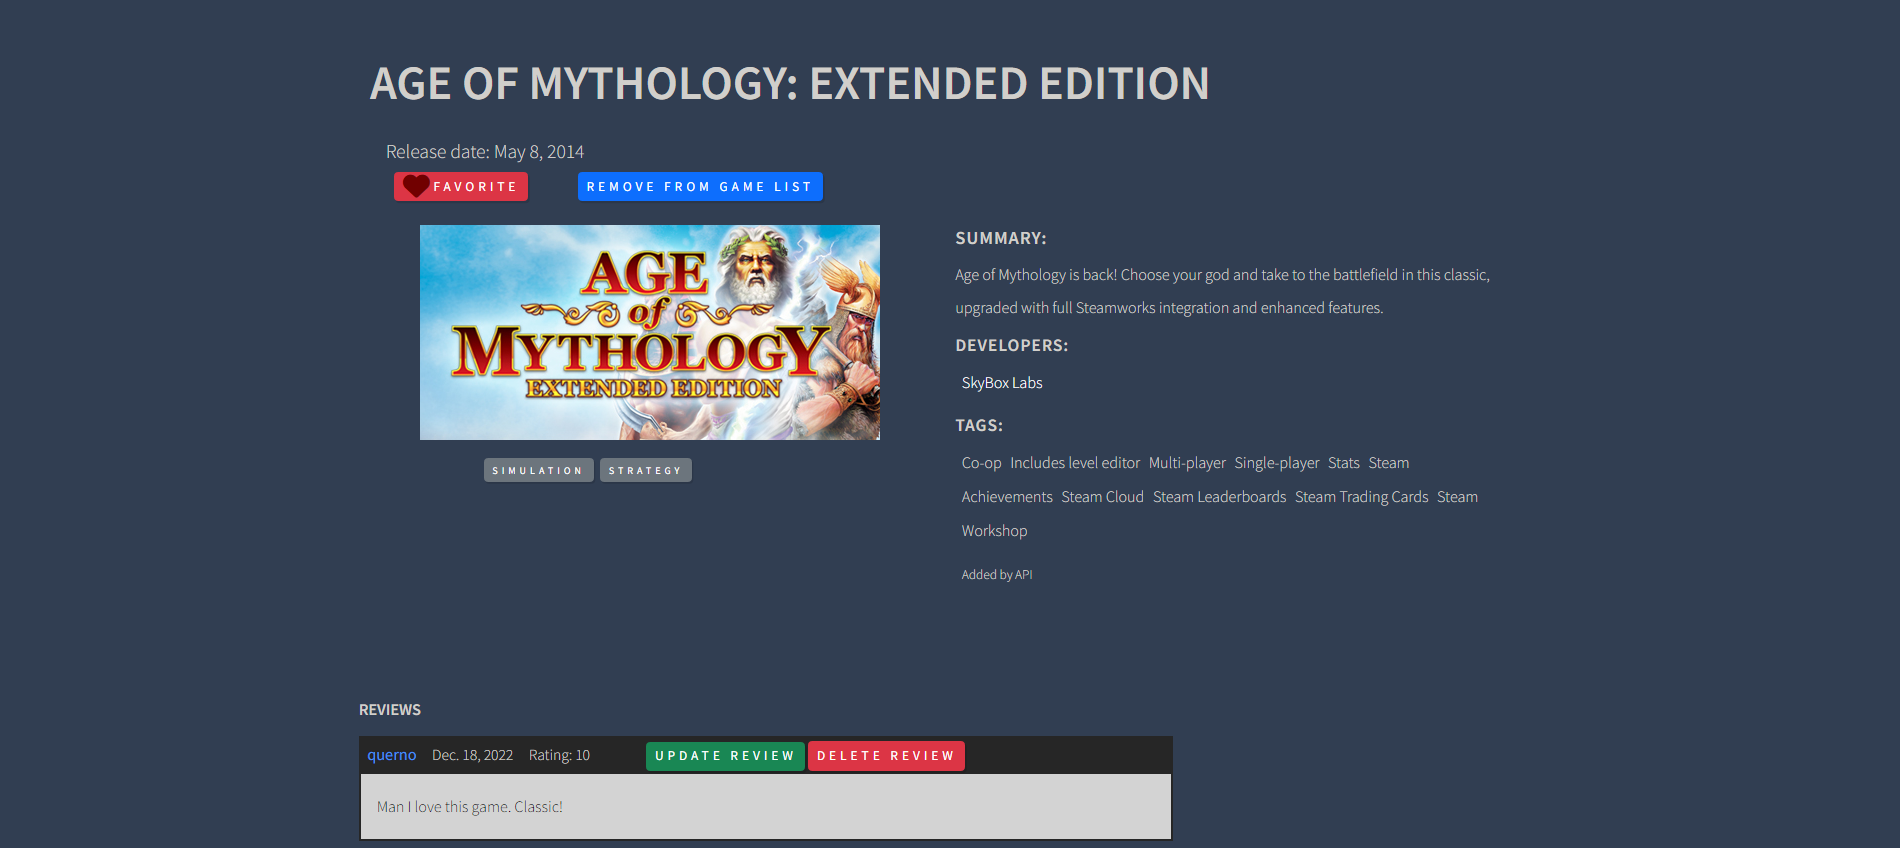 AGE OF MYTHOLOGY: EXTENDED EDITION
Release date: May 8, 2014
FAVORITE
REMOVE FROM GAME LIST
AGE
of
MYTHOLOGY
EXTENDED EDITION
SIMULATION
STRATEGY
SUMMARY:
Age of Mythology is back! Choose your god and take to the battlefield in this classic,
upgraded with full Steamworks integration and enhanced features.
DEVELOPERS:
SkyBox Labs
TAGS:
Co-op Includes level editor Multi-player Single-player Stats Steam
Achievements Steam Cloud Steam Leaderboards Steam Trading Cards Steam
Workshop
Added by API
REVIEWS
querno Dec. 18, 2022 Rating: 10 UPDATE REVIEW DELETE REVIEW
Man I love this game. Classic!